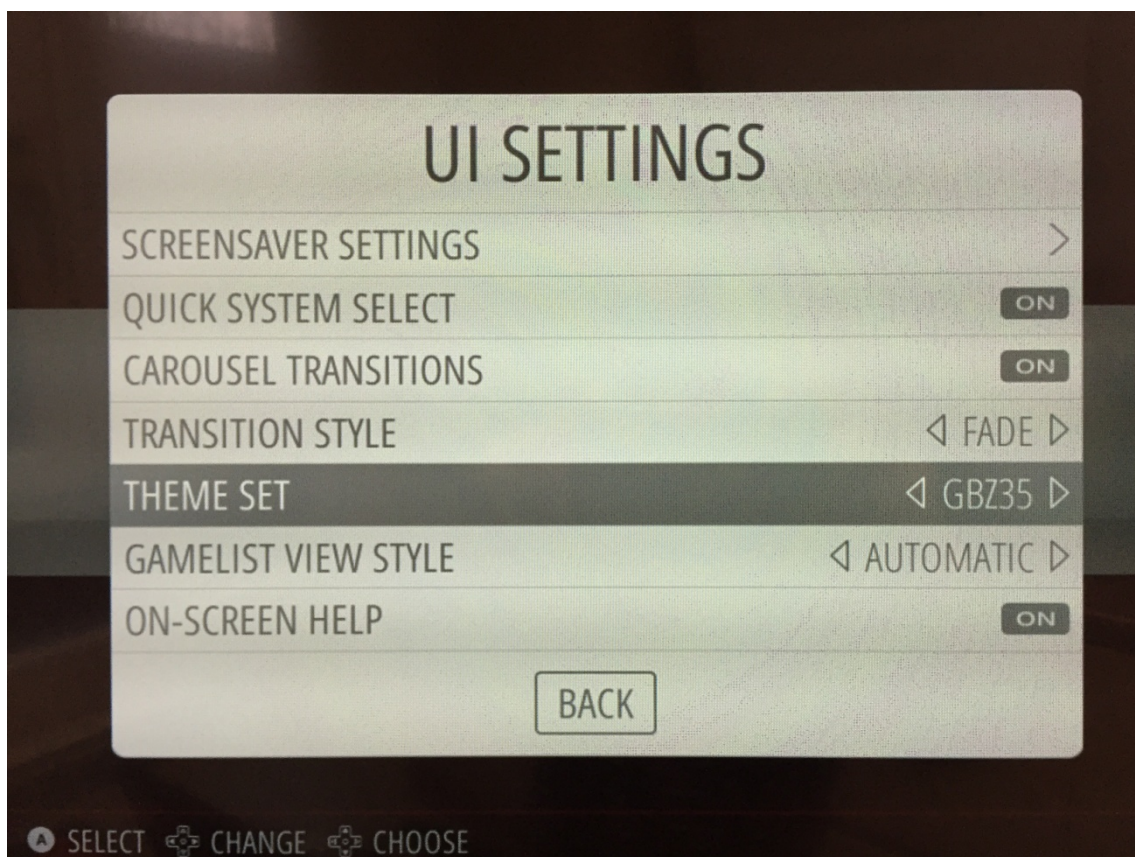 UI SETTINGS
SCREENSAVER SETTINGS
QUICK SYSTEM SELECT ON
CAROUSEL TRANSITIONS ON
TRANSITION STYLE FADE
THEME SET GBZ35
GAMELIST VIEW STYLE AUTOMATIC
ON-SCREEN HELP ON
BACK
A SELECT CHANGE CHOOSE